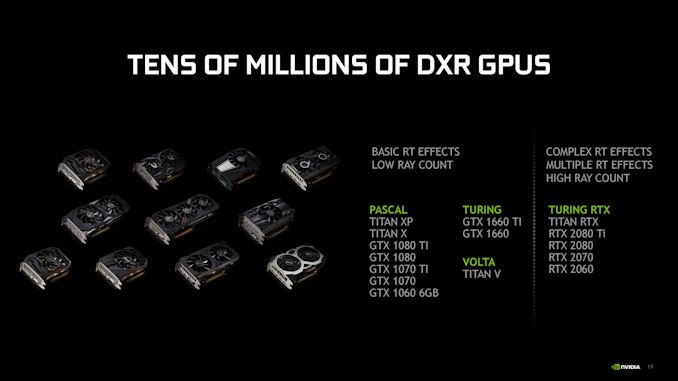 TENS OF MILLIONS OF DXR GPUS
BASIC RT EFFECTS
LOW RAY COUNT
PASCAL
TITAN XP
TITAN X
GTX 1080 TI
GTX 1080
GTX 1070 TI
GTX 1070
GTX 1060 6GB
TURING
GTX 1660 TI
GTX 1660
VOLTA
TITAN V
COMPLEX RT EFFECTS
MULTIPLE RT EFFECTS
HIGH RAY COUNT
TURING RTX
TITAN RTX
RTX 2080 Ti
RTX 2080
RTX 2070
RTX 2060
NVIDIA 19